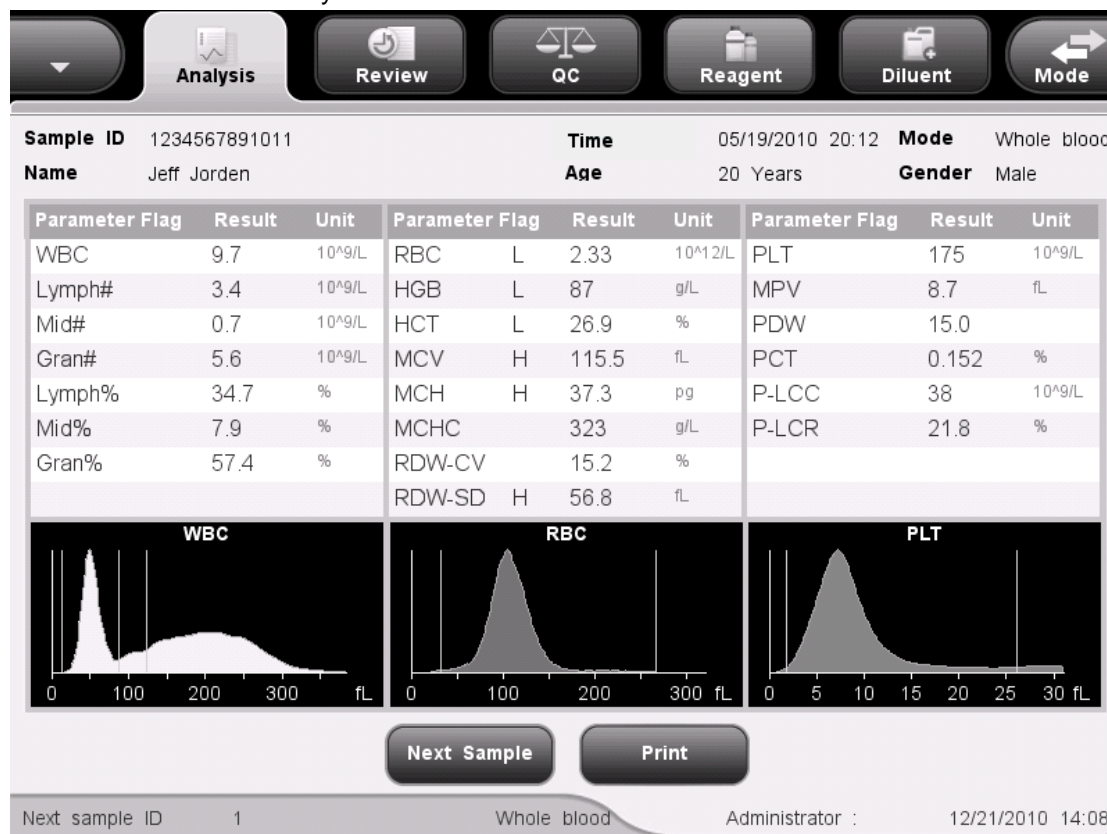 Analysis Review QC Reagent Diluent Mode
Sample ID 1234567891011 Time 05/19/2010 20:12 Mode Whole blood
Name Jeff Jorden Age 20 Years Gender Male
Parameter Flag Result Unit Parameter Flag Result Unit Parameter Flag Result Unit
WBC 9.7 10^9/L RBC L 2.33 10^12/L PLT 175 10^9/L
Lymph# 3.4 10^9/L HGB L 87 g/L MPV 8.7 fL
Mid# 0.7 10^9/L HCT L 26.9 % PDW 15.0
Gran# 5.6 10^9/L MCV H 115.5 fL PCT 0.152 %
Lymph% 34.7 % MCH H 37.3 pg P-LCC 38 10^9/L
Mid% 7.9 % MCHC 323 g/L P-LCR 21.8 %
Gran% 57.4 % RDW-CV 15.2 %
RDW-SD H 56.8 fL
WBC RBC PLT
0 100 200 300 fL 0 100 200 300 fL 0 5 10 15 20 25 30 fL
Next Sample Print
Next sample ID 1 Whole blood Administrator : 12/21/2010 14:08